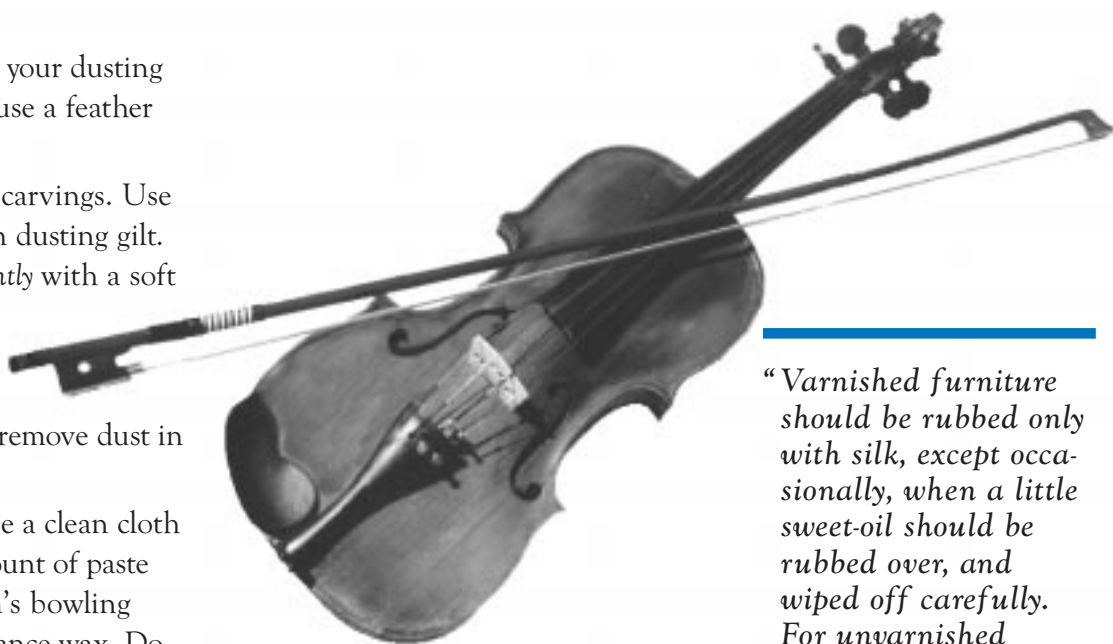 your dusting
use a feather
carvings. Use
dusting gilt.
with a soft
remove dust in
a clean cloth
of paste
bowling
wax. Do
“Varnished furniture
should be rubbed only
with silk, except occa-
sionally, when a little
sweet-oil should be
rubbed over, and
wiped off carefully.
For unvarnished